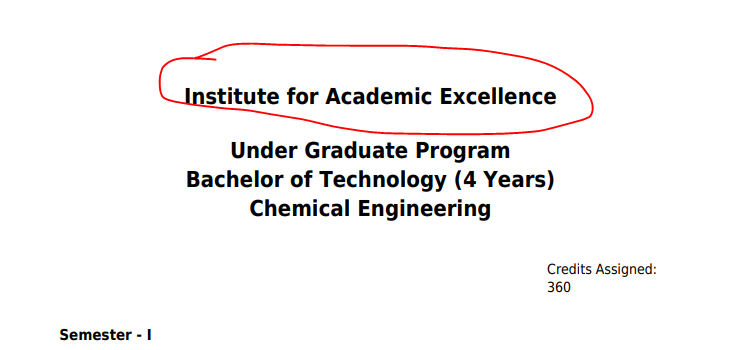 Institute for Academic Excellence
Under Graduate Program
Bachelor of Technology (4 Years)
Chemical Engineering
Credits Assigned:
360
Semester - I